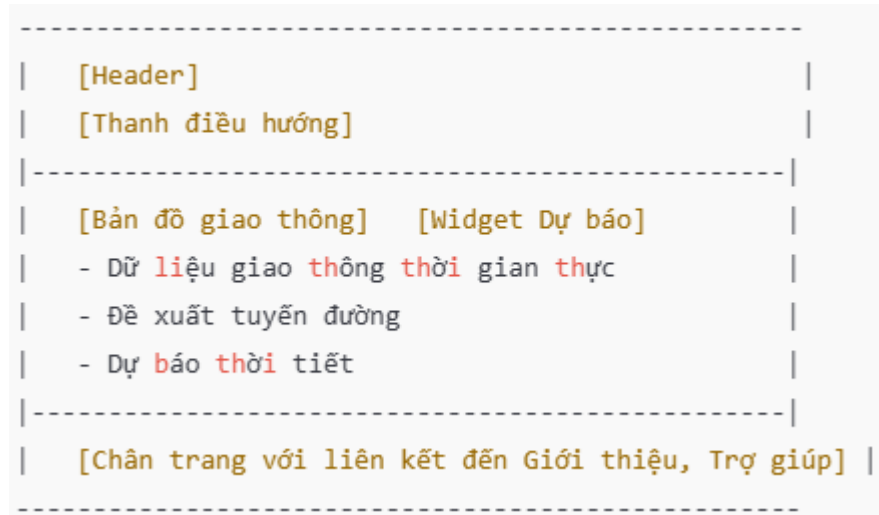 ----------------------------------------------------
|   [Header]                                        |
|   [Thanh điều hướng]                              |
|--------------------------------------------------|
|   [Bản đồ giao thông]   [Widget Dự báo]          |
|   - Dữ liệu giao thông thời gian thực            |
|   - Đề xuất tuyến đường                          |
|   - Dự báo thời tiết                             |
|--------------------------------------------------|
|   [Chân trang với liên kết đến Giới thiệu, Trợ giúp] |
----------------------------------------------------